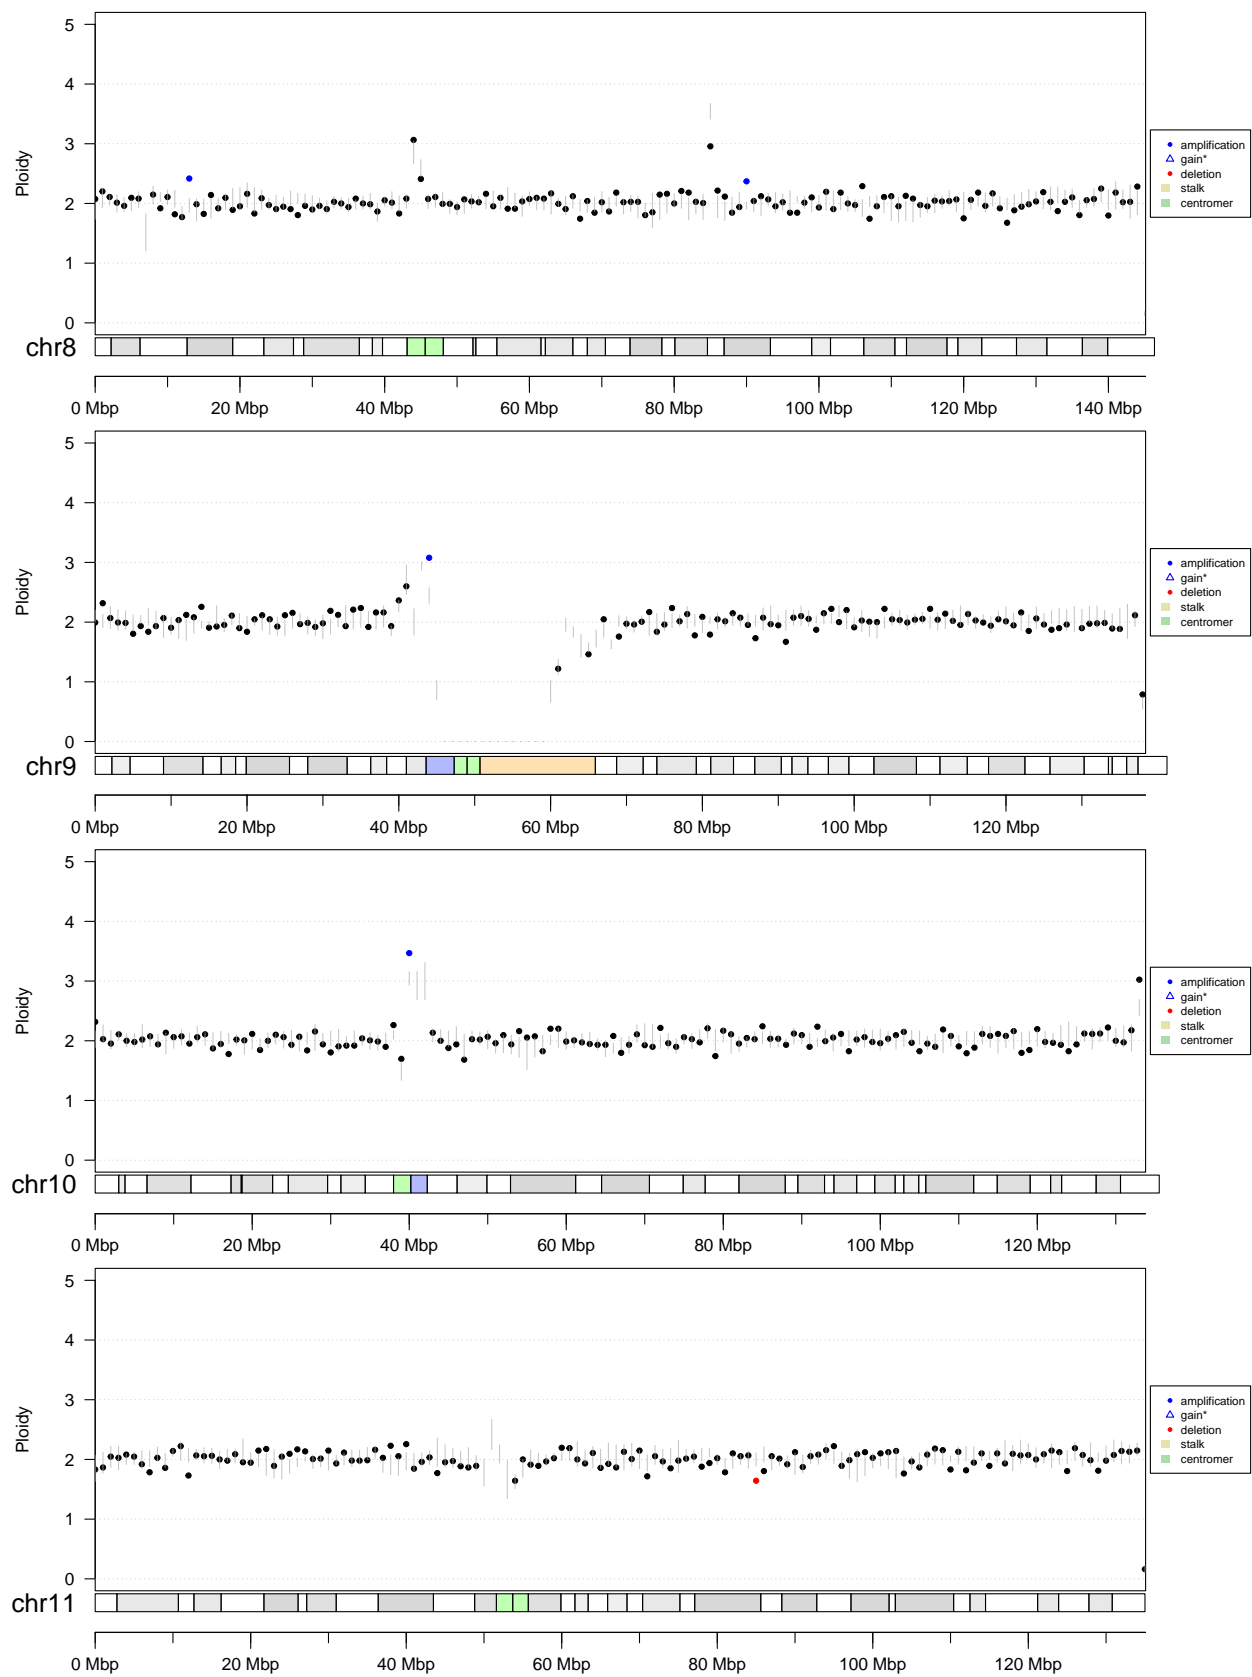 5
4
3
2
1
0
Ploidy
amplification
gain*
deletion
stalk
centromer
chr8
0 Mbp 20 Mbp 40 Mbp 60 Mbp 80 Mbp 100 Mbp 120 Mbp 140 Mbp
5
4
3
2
1
0
Ploidy
amplification
gain*
deletion
stalk
centromer
chr9
0 Mbp 20 Mbp 40 Mbp 60 Mbp 80 Mbp 100 Mbp 120 Mbp
5
4
3
2
1
0
Ploidy
amplification
gain*
deletion
stalk
centromer
chr10
0 Mbp 20 Mbp 40 Mbp 60 Mbp 80 Mbp 100 Mbp 120 Mbp
5
4
3
2
1
0
Ploidy
amplification
gain*
deletion
stalk
centromer
chr11
0 Mbp 20 Mbp 40 Mbp 60 Mbp 80 Mbp 100 Mbp 120 Mbp